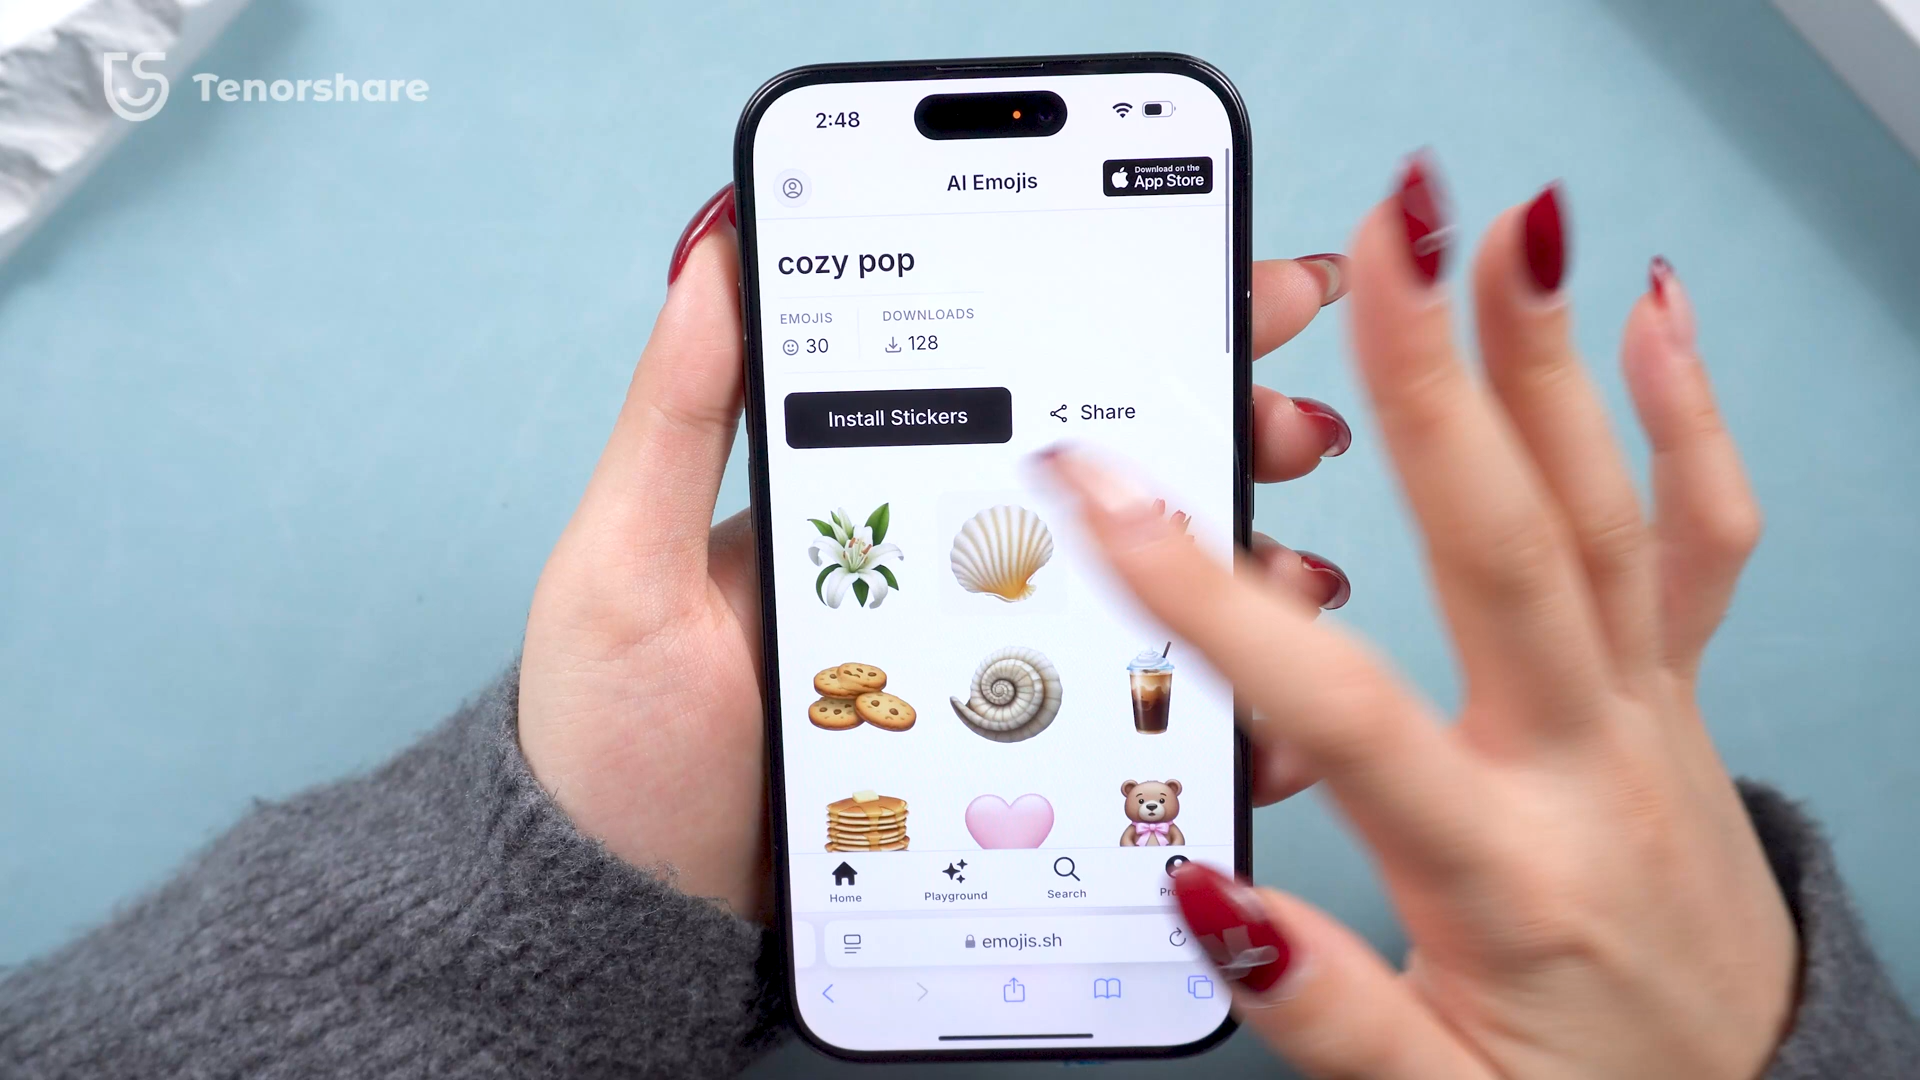 Tenorshare
2:48
AI Emojis
Download on the
App Store
cozy pop
EMOJIS
DOWNLOADS
30
128
Install Stickers
Share
Home
Playground
Search
emojis.sh